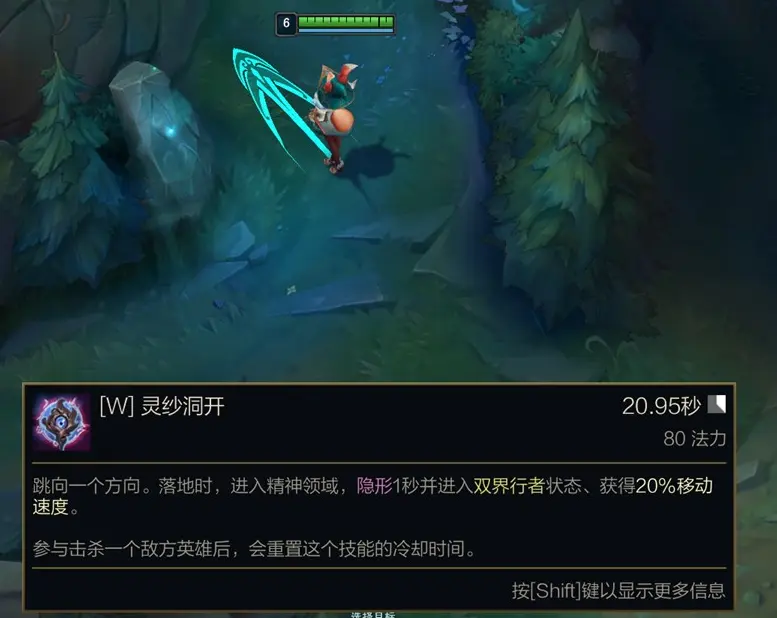 6
[W] 灵纱洞开
20.95秒
80 法力
跳向一个方向。落地时，进入精神领域，隐形1秒并进入双界行者状态、获得20%移动
速度。
参与击杀一个敌方英雄后，会重置这个技能的冷却时间。
按[Shift]键以显示更多信息
选择目标